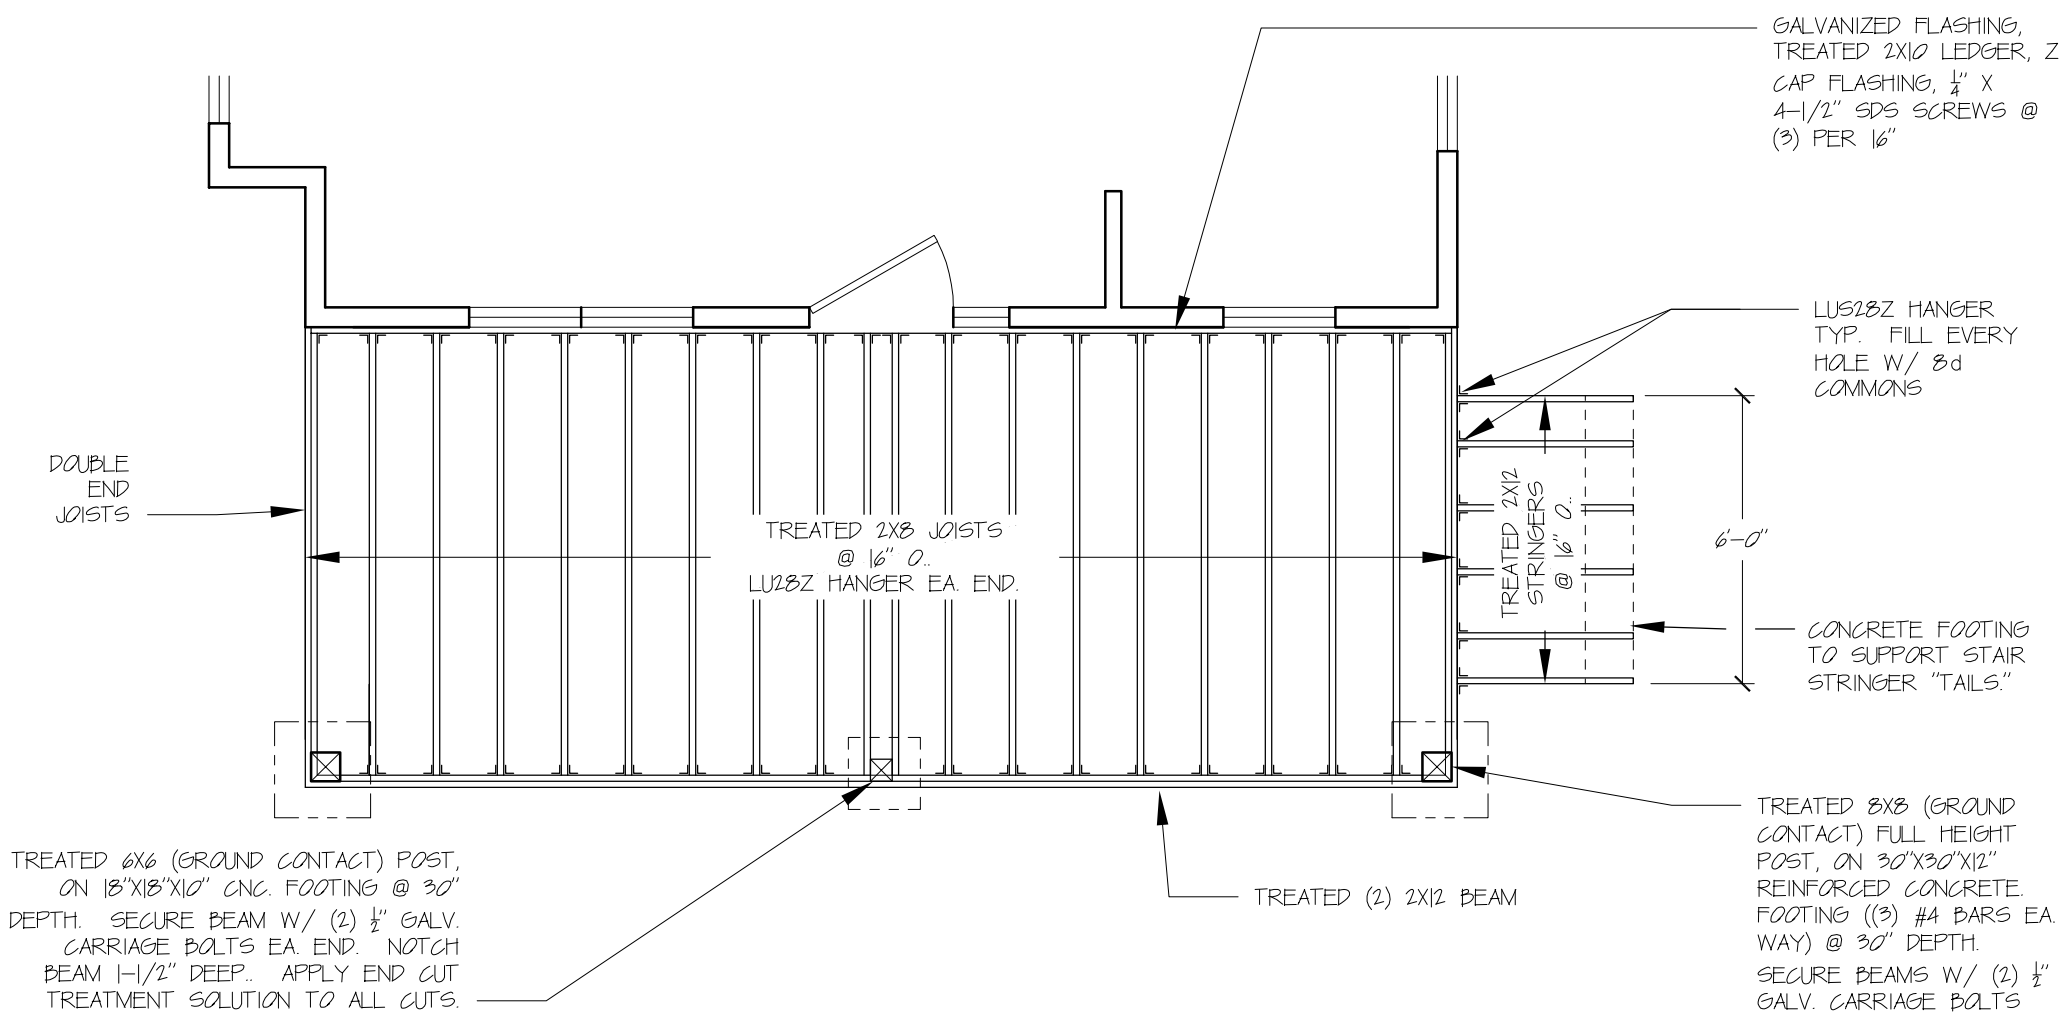 GALVANIZED FLASHING,
TREATED 2X10 LEDGER, Z
CAP FLASHING, 1/4" X
4-1/2" SDS SCREWS @
(3) PER 16"
LUS28Z HANGER
TYP. FILL EVERY
HOLE W/ 8d
COMMONS
DOUBLE
END
JOISTS
TREATED 2X8 JOISTS
@ 16" O..
LU28Z HANGER EA. END.
TREATED 2X12
STRINGERS
@ 16" O..
6'-0"
CONCRETE FOOTING
TO SUPPORT STAIR
STRINGER "TAILS."
TREATED 6X6 (GROUND CONTACT) POST,
ON 18"X18"X10" CNC. FOOTING @ 30"
DEPTH. SECURE BEAM W/ (2) 1/2" GALV.
CARRIAGE BOLTS EA. END. NOTCH
BEAM 1-1/2" DEEP.. APPLY END CUT
TREATMENT SOLUTION TO ALL CUTS.
TREATED (2) 2X12 BEAM
TREATED 8X8 (GROUND
CONTACT) FULL HEIGHT
POST, ON 30"X30"X12"
REINFORCED CONCRETE.
FOOTING ((3) #4 BARS EA.
WAY) @ 30" DEPTH.
SECURE BEAMS W/ (2) 1/2"
GALV. CARRIAGE BOLTS